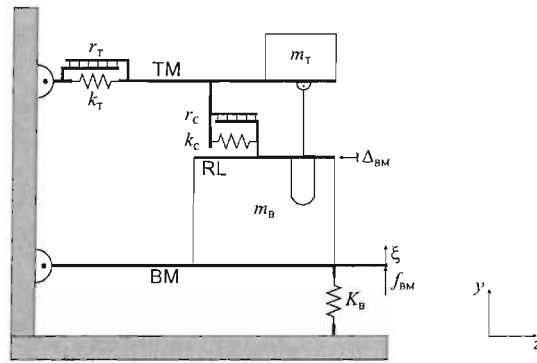 r_T
TM
m_T
k_T
r_C
k_C
RL
Δ_BM
m_B
ξ
BM
f_BM
K_B
y
z